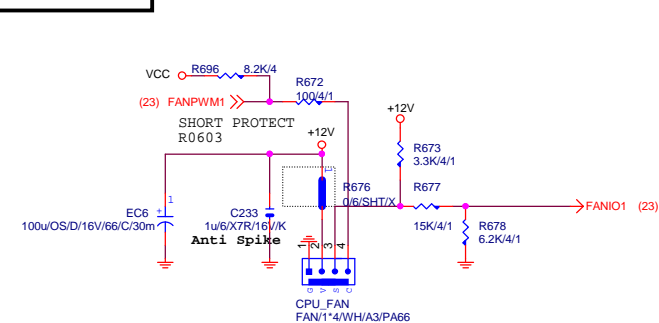 VCC
R696
8.2K/4
R672
100/4/1
(23) FANPWM1
SHORT PROTECT
R0603
+12V
+12V
R673
3.3K/4/1
1
1
R676
0/6/SHT/X
R677
15K/4/1
FANIO1 (23)
R678
6.2K/4/1
EC6
100u/OS/D/16V/66/C/30m
C233
1u/6/X7R/16V/K
Anti Spike
1
2
3
4
G
V
S
C
CPU_FAN
FAN/1*4/WH/A3/PA66